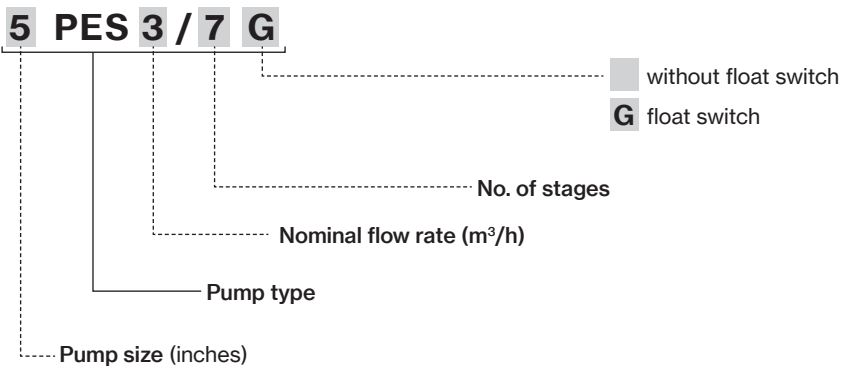 5 PES 3 / 7 G
without float switch
G float switch
No. of stages
Nominal flow rate (m³/h)
Pump type
Pump size (inches)